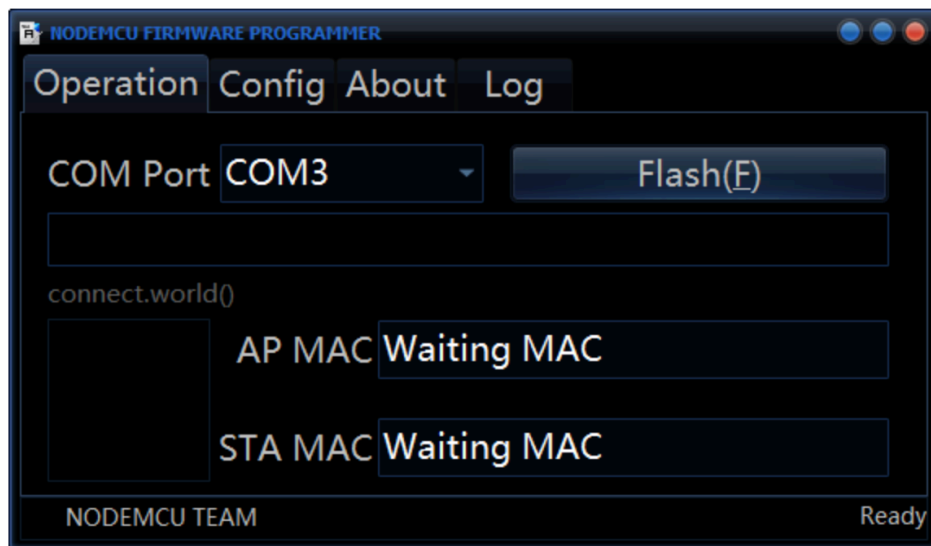 NODEMCU FIRMWARE PROGRAMMER
Operation Config About Log
COM Port COM3 Flash(F)
connect.world()
AP MAC Waiting MAC
STA MAC Waiting MAC
NODEMCU TEAM Ready